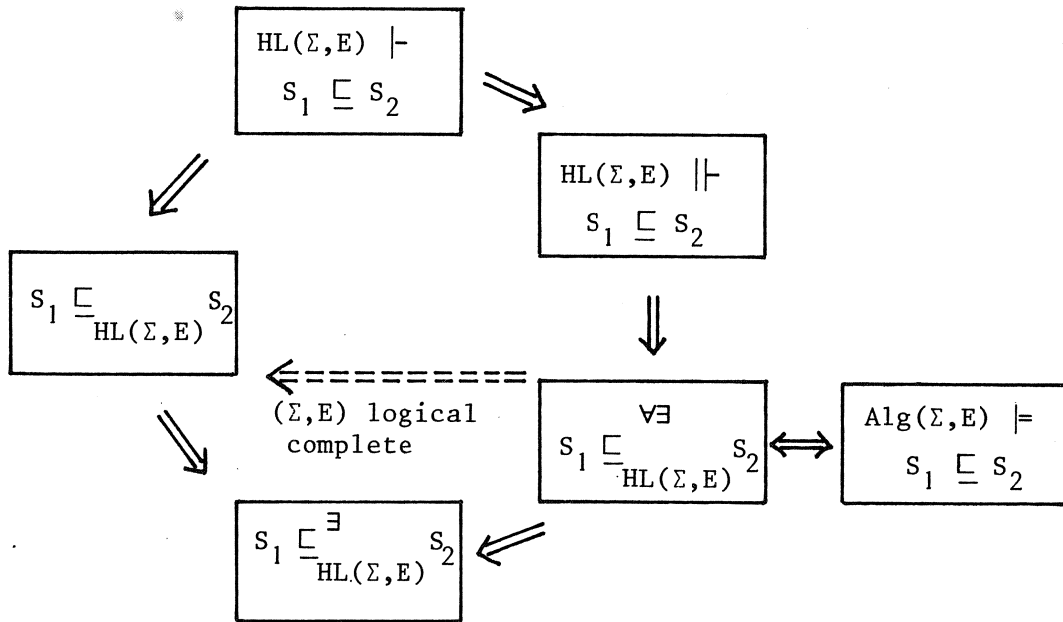 HL(Σ,E) |-
S₁ ⊑ S₂
HL(Σ,E) ||-
S₁ ⊑ S₂
S₁ ⊑HL(Σ,E) S₂
(Σ,E) logical
complete
∀∃
S₁ ⊑HL(Σ,E) S₂
Alg(Σ,E) |=
S₁ ⊑ S₂
∃
S₁ ⊑HL(Σ,E) S₂